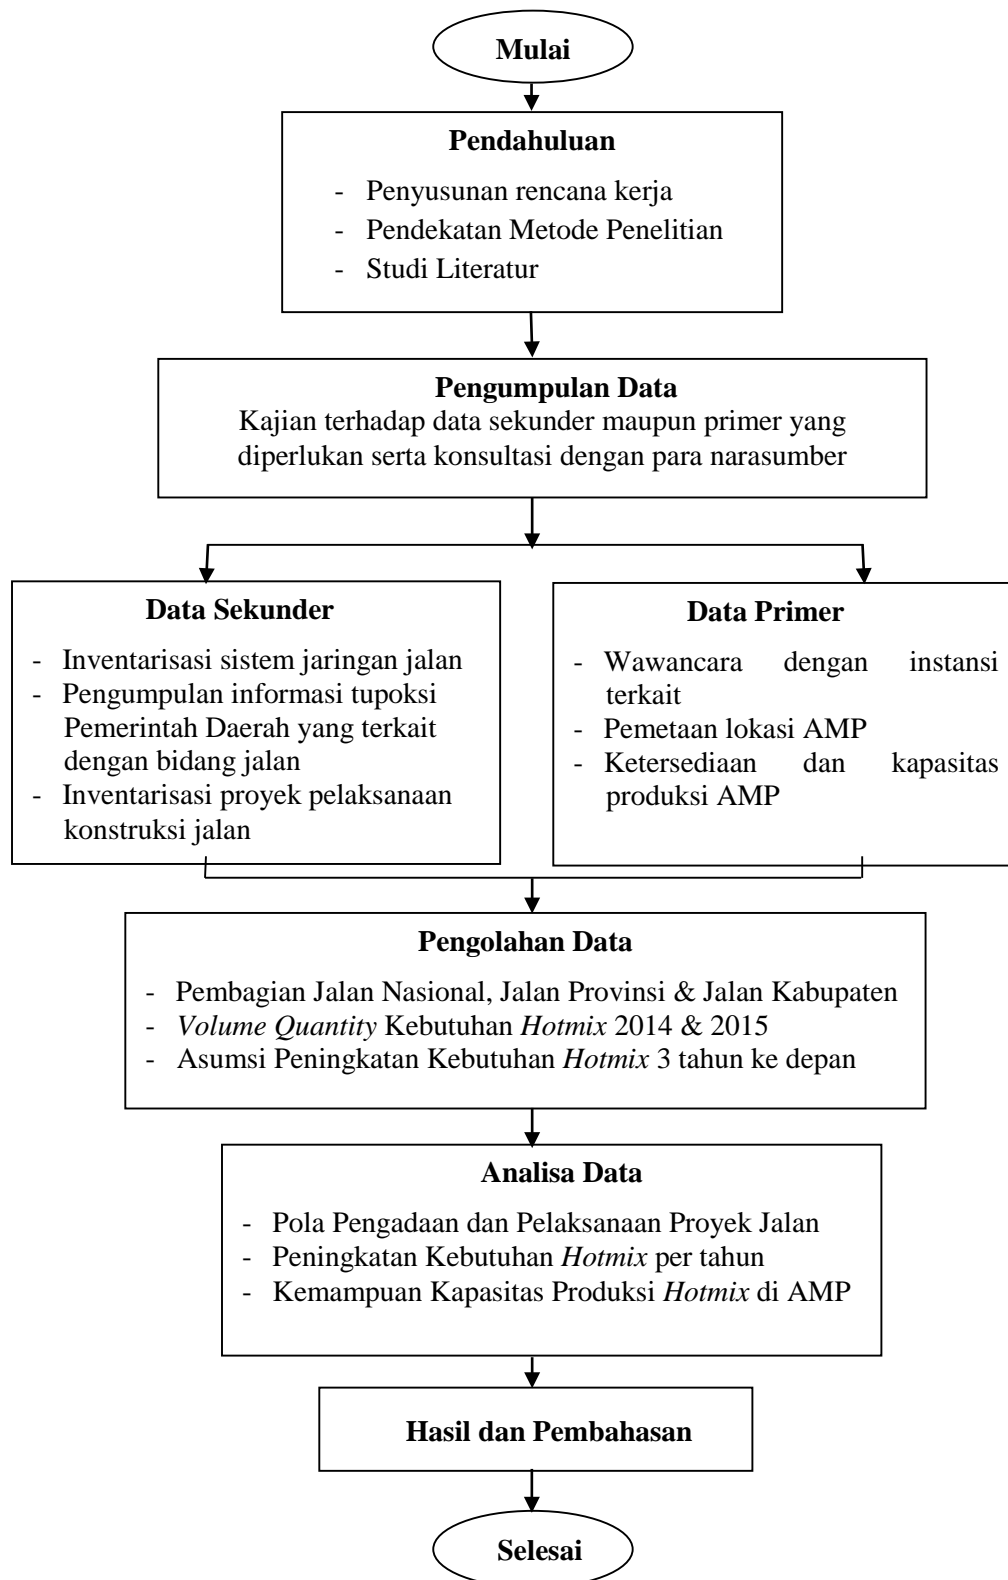 Mulai
Pendahuluan
- Penyusunan rencana kerja
- Pendekatan Metode Penelitian
- Studi Literatur
Pengumpulan Data
Kajian terhadap data sekunder maupun primer yang
diperlukan serta konsultasi dengan para narasumber
Data Sekunder
- Inventarisasi sistem jaringan jalan
- Pengumpulan informasi tupoksi
Pemerintah Daerah yang terkait
dengan bidang jalan
- Inventarisasi proyek pelaksanaan
konstruksi jalan
Data Primer
- Wawancara dengan instansi
terkait
- Pemetaan lokasi AMP
- Ketersediaan dan kapasitas
produksi AMP
Pengolahan Data
- Pembagian Jalan Nasional, Jalan Provinsi & Jalan Kabupaten
- Volume Quantity Kebutuhan Hotmix 2014 & 2015
- Asumsi Peningkatan Kebutuhan Hotmix 3 tahun ke depan
Analisa Data
- Pola Pengadaan dan Pelaksanaan Proyek Jalan
- Peningkatan Kebutuhan Hotmix per tahun
- Kemampuan Kapasitas Produksi Hotmix di AMP
Hasil dan Pembahasan
Selesai